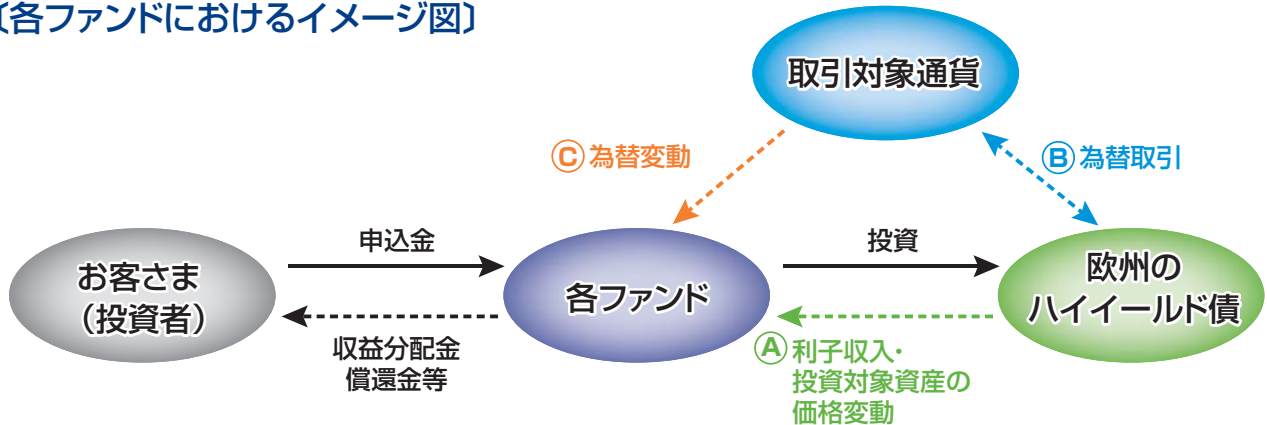 〔各ファンドにおけるイメージ図〕
取引対象通貨
Ⓒ為替変動
Ⓑ為替取引
申込金
投資
お客さま
（投資者）
各ファンド
欧州の
ハイイールド債
収益分配金
償還金等
Ⓐ利子収入・
投資対象資産の
価格変動